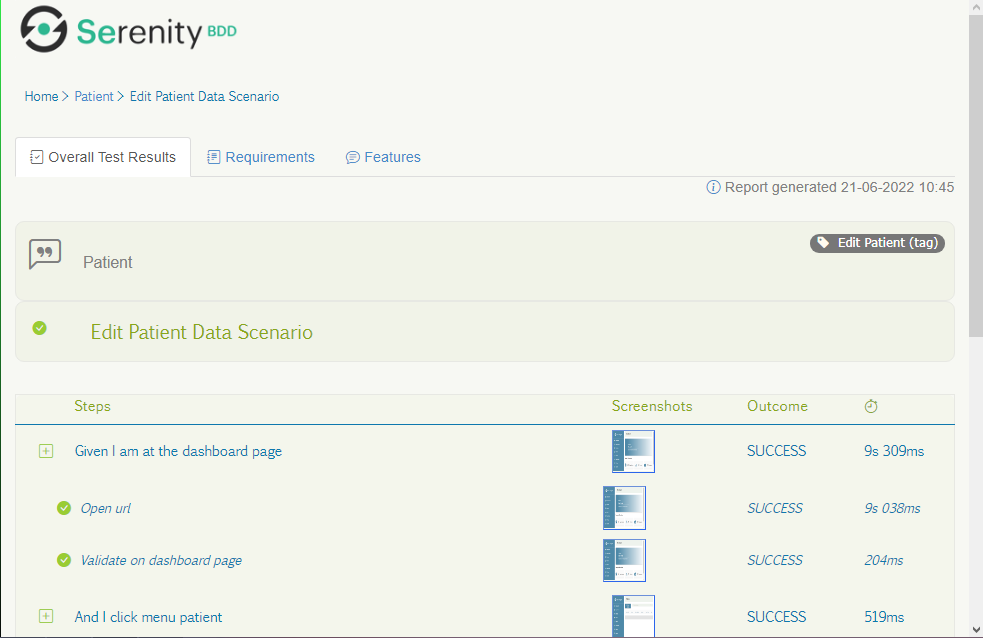 Serenity BDD
Home > Patient > Edit Patient Data Scenario
Overall Test Results Requirements Features
Report generated 21-06-2022 10:45
Edit Patient (tag)
Patient
Edit Patient Data Scenario
Steps Screenshots Outcome
Given I am at the dashboard page SUCCESS 9s 309ms
Open url SUCCESS 9s 038ms
Validate on dashboard page SUCCESS 204ms
And I click menu patient SUCCESS 519ms